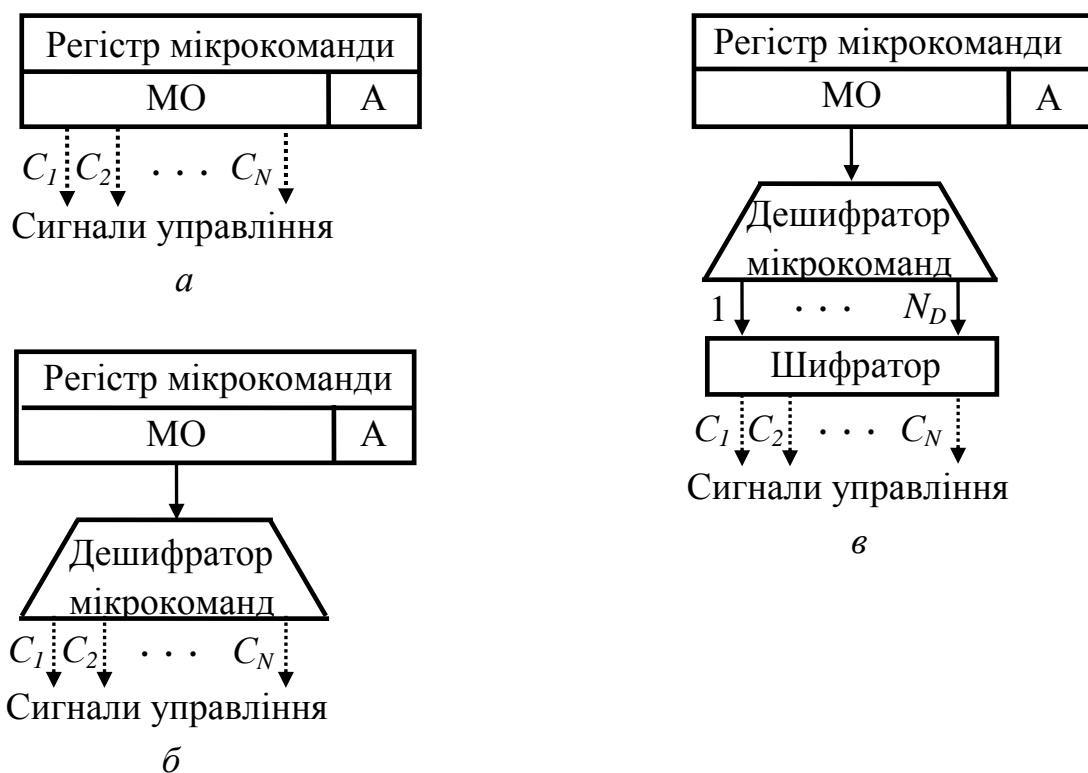 Регістр мікрокоманди
МО А
C1 C2 . . . CN
Сигнали управління
а
Регістр мікрокоманди
МО А
Дешифратор
мікрокоманд
C1 C2 . . . CN
Сигнали управління
б
Регістр мікрокоманди
МО А
Дешифратор
мікрокоманд
1 . . . ND
Шифратор
C1 C2 . . . CN
Сигнали управління
в